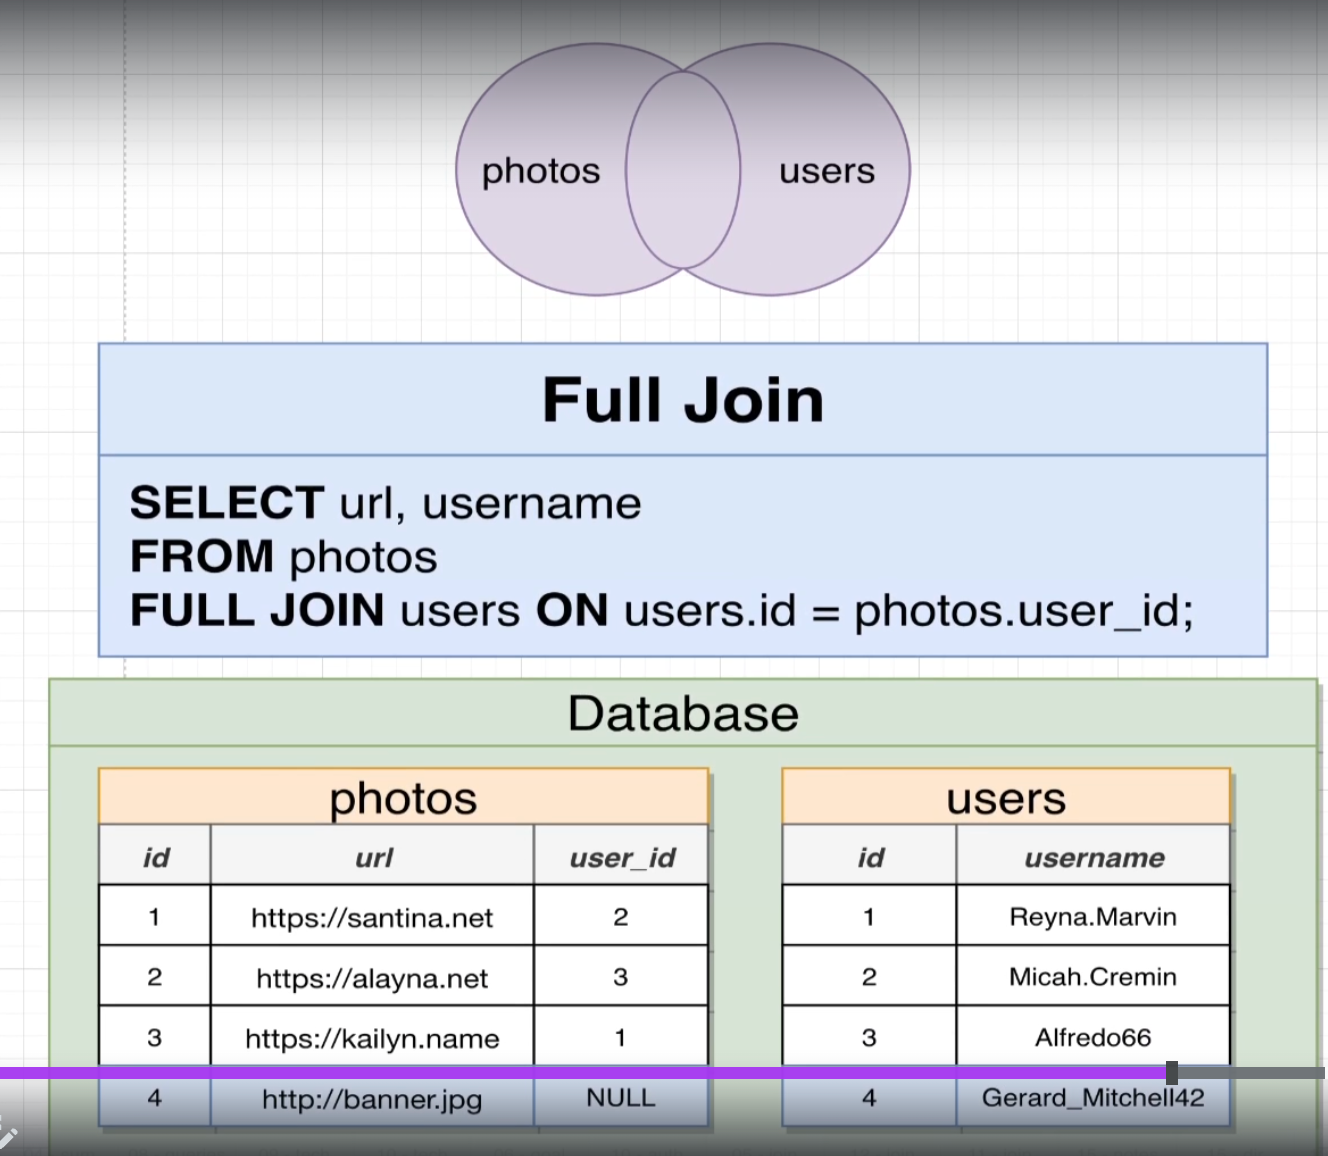 photos users
Full Join
SELECT url, username
FROM photos
FULL JOIN users ON users.id = photos.user_id;
Database
photos
id url user_id
1 https://santina.net 2
2 https://alayna.net 3
3 https://kailyn.name 1
4 http://banner.jpg NULL
users
id username
1 Reyna.Marvin
2 Micah.Cremin
3 Alfredo66
4 Gerard_Mitchell42